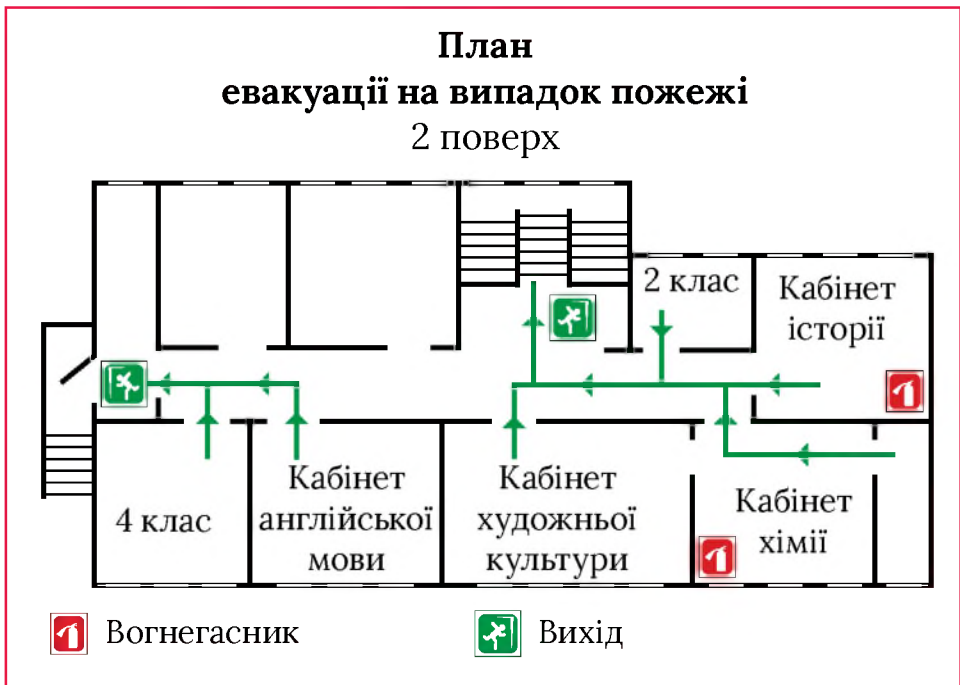 План
евакуації на випадок пожежі
2 поверх
2 клас
Кабінет
історії
4 клас
Кабінет
англійської
мови
Кабінет
художньої
культури
Кабінет
хімії
Вогнегасник
Вихід